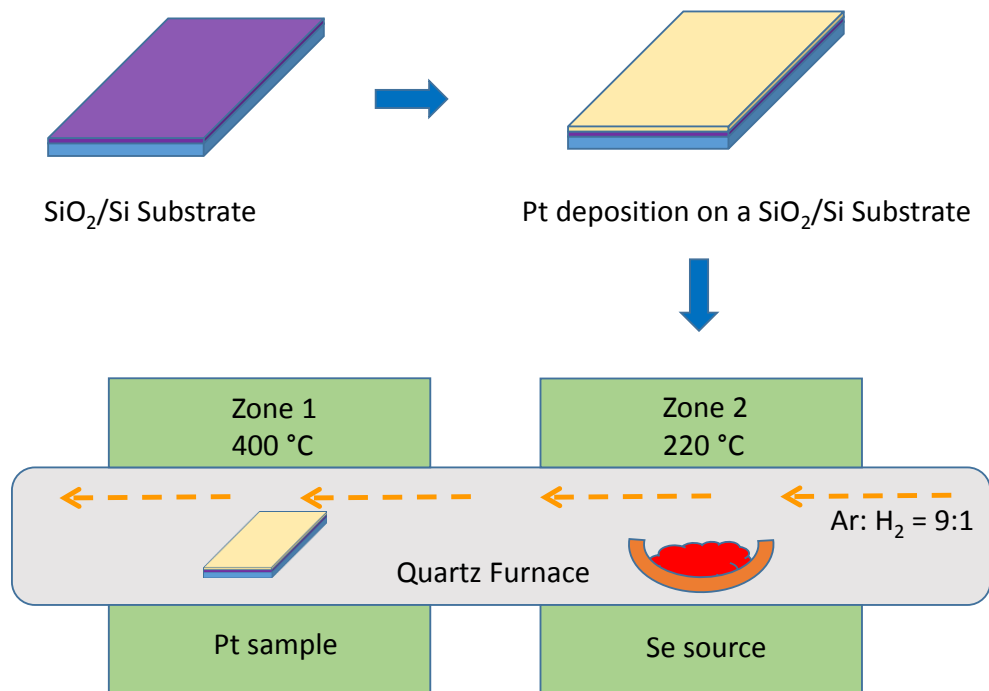 SiO₂/Si Substrate
Pt deposition on a SiO₂/Si Substrate
Zone 1
400 °C
Zone 2
220 °C
Ar: H₂ = 9:1
Quartz Furnace
Pt sample
Se source